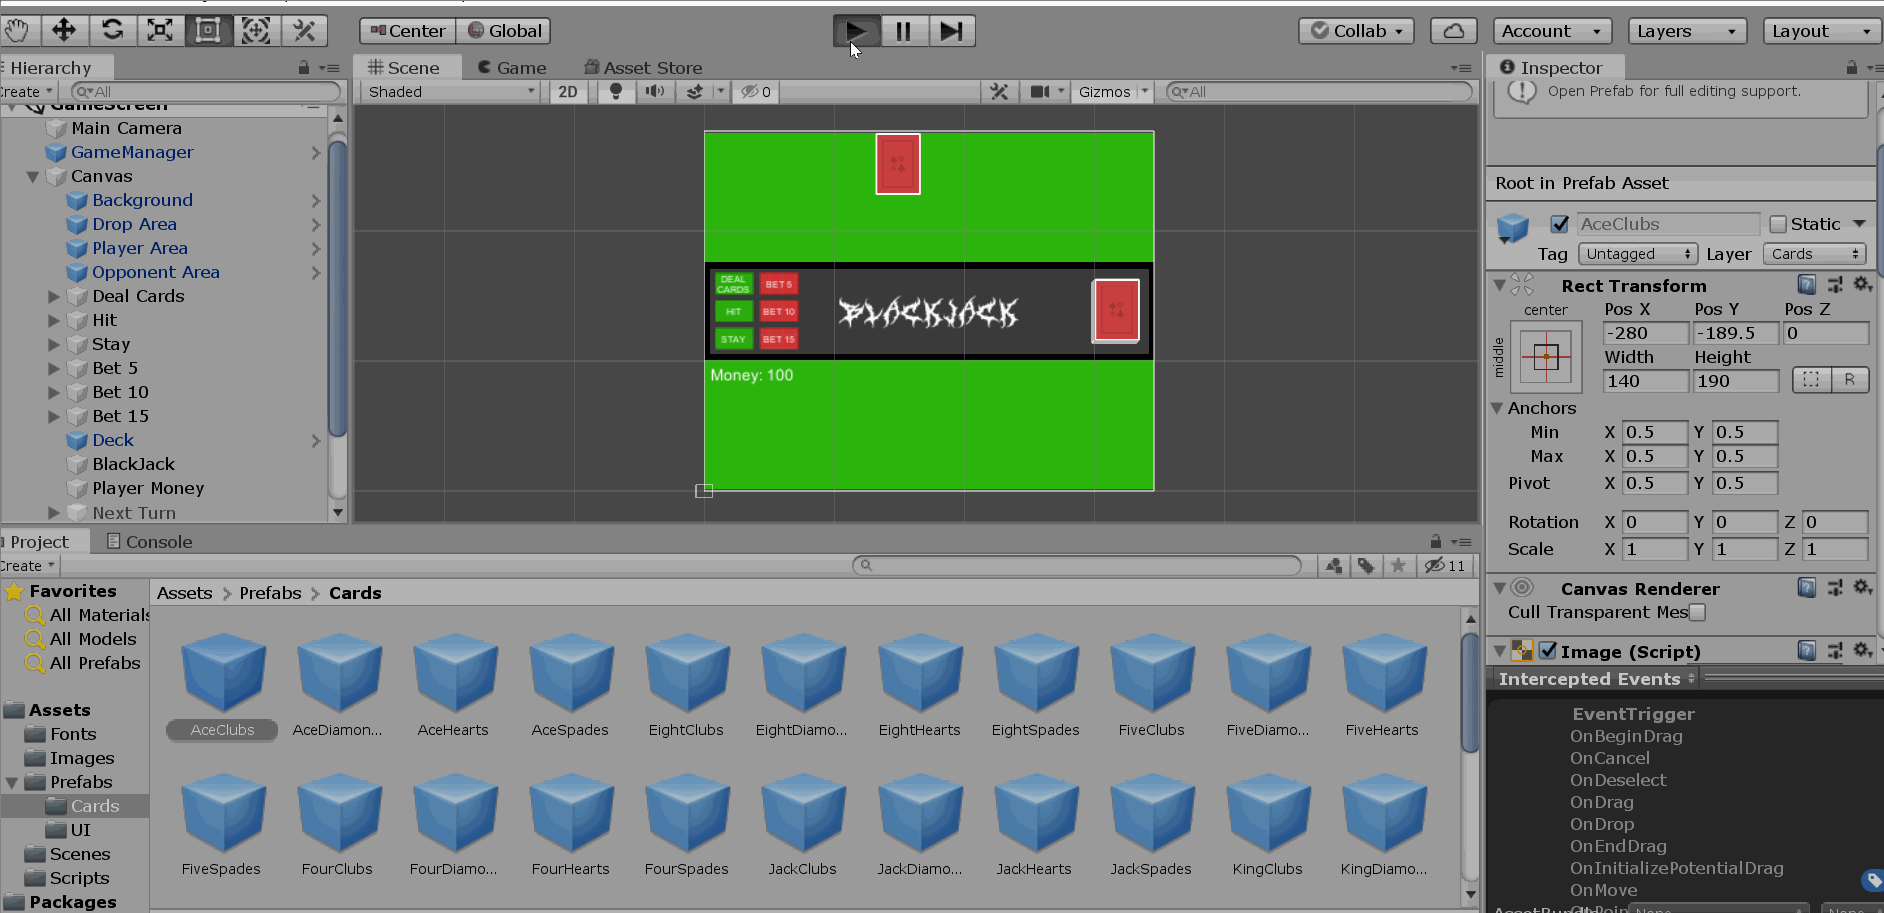 Center
Global
Collab
Account
Layers
Layout
Hierarchy
Scene
Game
Asset Store
Inspector
reate
All
Shaded
2D
0
Gizmos
All
Open Prefab for full editing support.
GameScreen
Main Camera
GameManager
Canvas
Background
Drop Area
Player Area
Opponent Area
Deal Cards
Hit
Stay
Bet 5
Bet 10
Bet 15
Deck
BlackJack
Player Money
Next Turn
DEAL CARDS
BET 5
HIT
BET 10
STAY
BET 15
BLACKJACK
Money: 100
Root in Prefab Asset
AceClubs
Static
Tag
Untagged
Layer
Cards
Rect Transform
center
Pos X
Pos Y
Pos Z
middle
-280
-189.5
0
Width
Height
140
190
R
Anchors
Min
X 0.5
Y 0.5
Max
X 0.5
Y 0.5
Pivot
X 0.5
Y 0.5
Rotation
X 0
Y 0
Z 0
Scale
X 1
Y 1
Z 1
Canvas Renderer
Cull Transparent Mes
Image (Script)
Intercepted Events
EventTrigger
OnBeginDrag
OnCancel
OnDeselect
OnDrag
OnDrop
OnEndDrag
OnInitializePotentialDrag
OnMove
Project
Console
reate
11
Favorites
All Materials
All Models
All Prefabs
Assets
Fonts
Images
Prefabs
Cards
UI
Scenes
Scripts
Packages
Assets > Prefabs > Cards
AceClubs
AceDiamon...
AceHearts
AceSpades
EightClubs
EightDiamo...
EightHearts
EightSpades
FiveClubs
FiveDiamo...
FiveHearts
FiveSpades
FourClubs
FourDiamo...
FourHearts
FourSpades
JackClubs
JackDiamo...
JackHearts
JackSpades
KingClubs
KingDiamo...